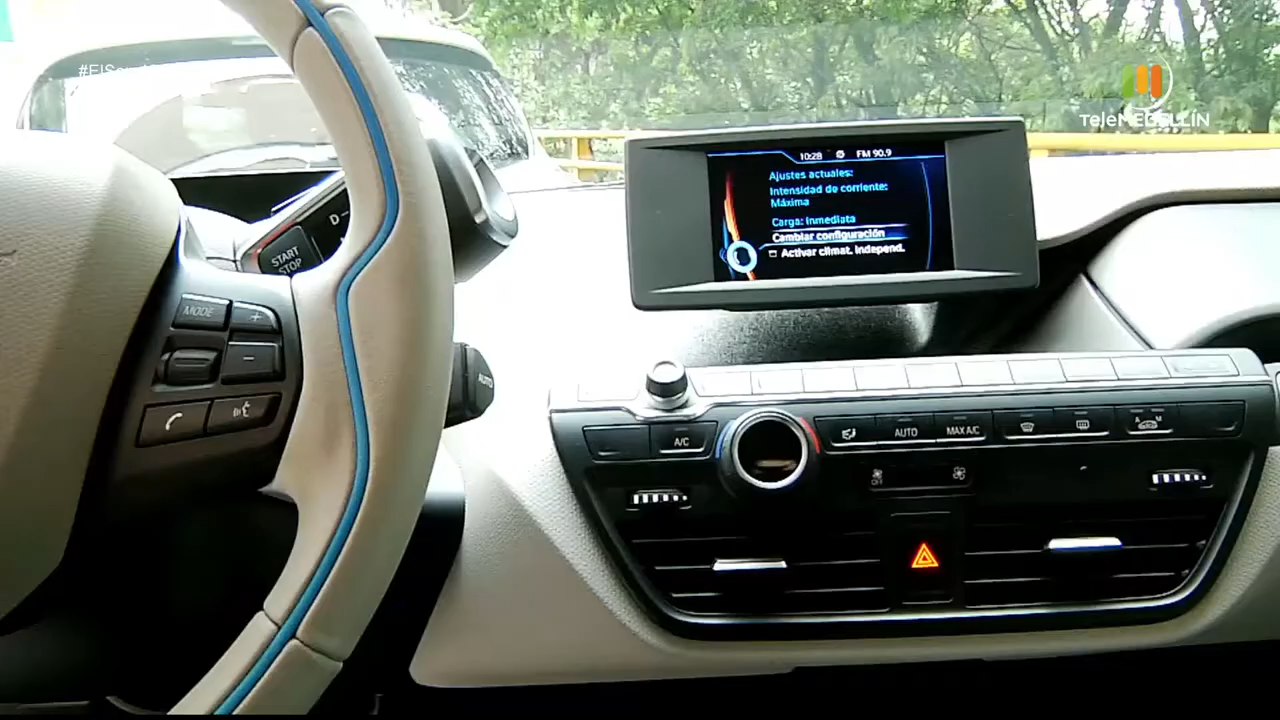 TeleMEDELLÍN
10:28 FM 90.9
Ajustes actuales:
Intensidad de corriente:
Máxima
Carga: Inmediata
Cambiar configuración
Activar climat. independ.
D
START
STOP
MODE
+
-
AUTO
A/C
AUTO
MAX A/C
A M
OFF